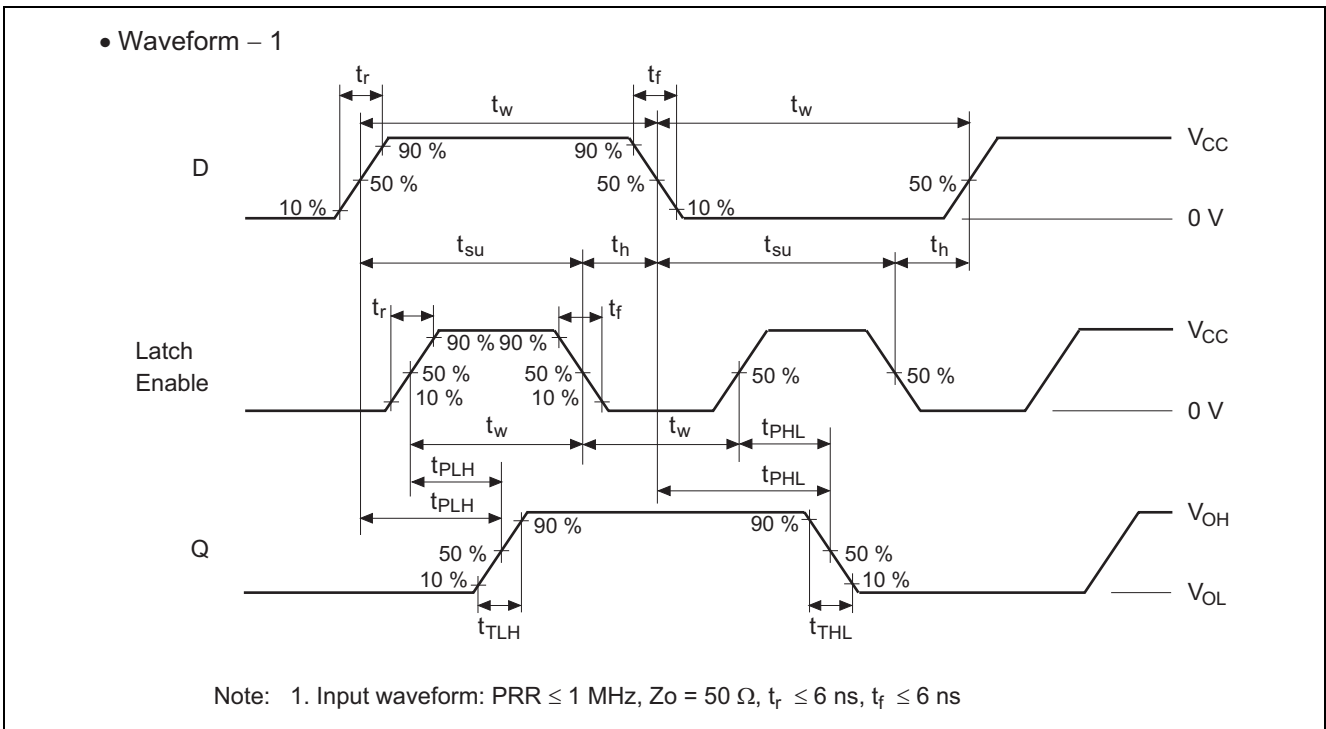 • Waveform – 1
tr
tf
tw
tw
D
90 %
90 %
VCC
50 %
50 %
50 %
10 %
10 %
0 V
tsu
th
tsu
th
tr
tf
Latch
Enable
90 %
90 %
VCC
50 %
50 %
50 %
50 %
10 %
10 %
0 V
tw
tw
tPHL
tPLH
tPHL
tPLH
Q
90 %
90 %
VOH
50 %
50 %
10 %
10 %
VOL
tTLH
tTHL
Note: 1. Input waveform: PRR ≤ 1 MHz, Zo = 50 Ω, tr ≤ 6 ns, tf ≤ 6 ns